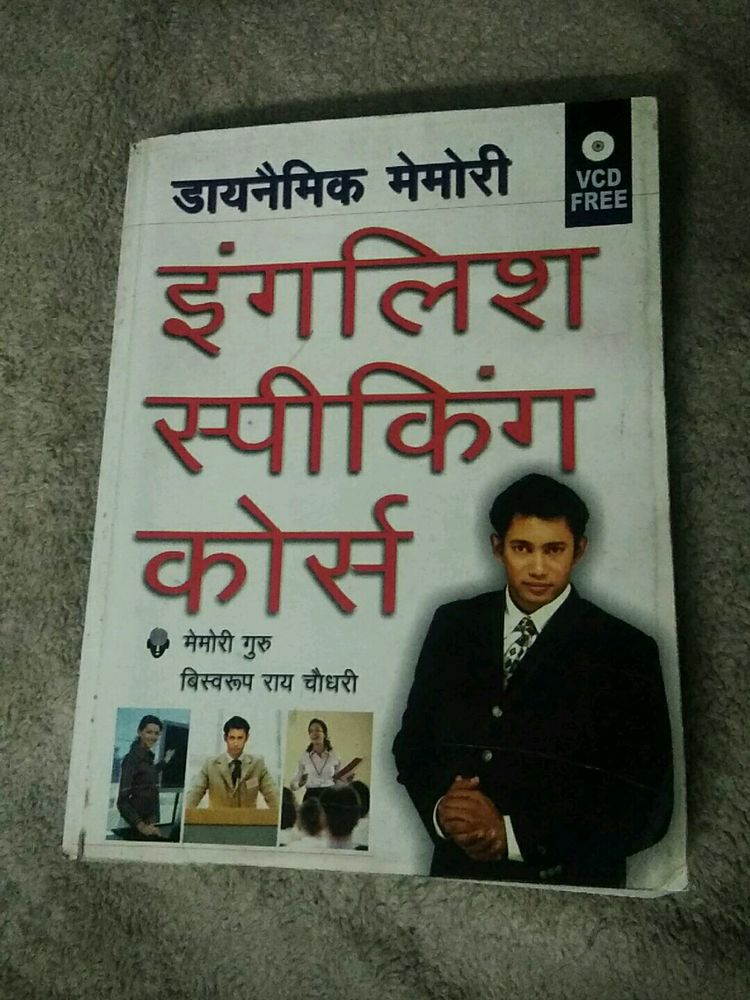 VCD
FREE
डायनैमिक मेमोरी
इंगलिश
स्पीकिंग
कोर्स
मेमोरी गुरु
बिस्वरूप राय चौधरी